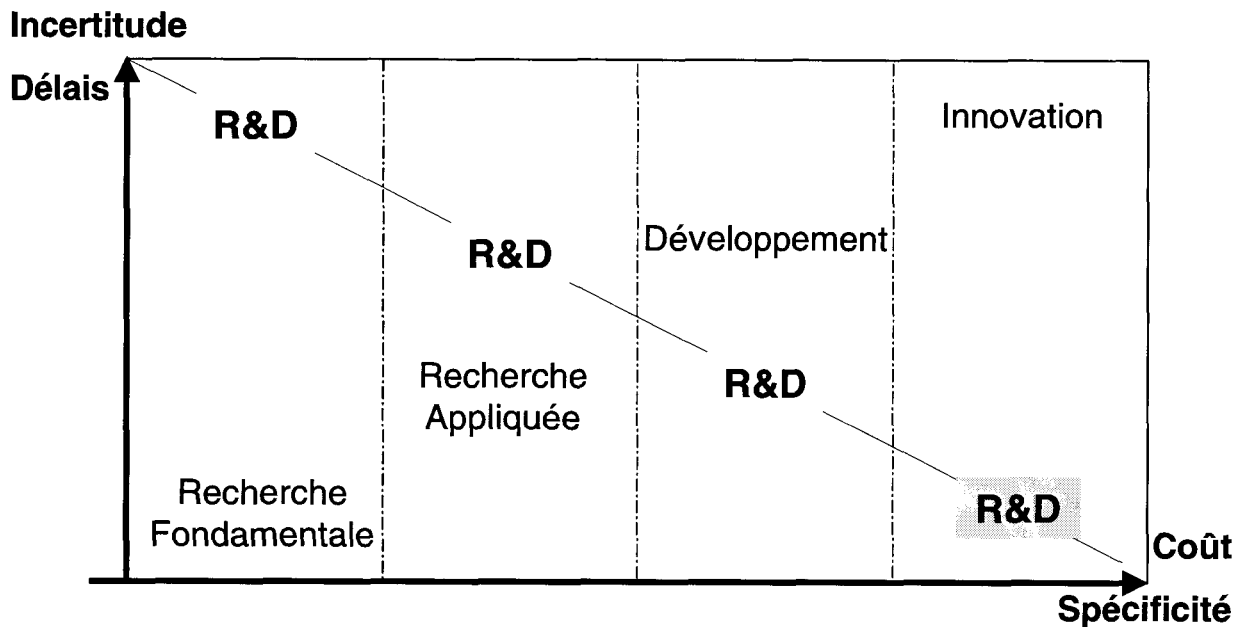 Incertitude
Délais
R&D
Innovation
R&D
Développement
Recherche
Appliquée
R&D
Recherche
Fondamentale
R&D
Coût
Spécificité